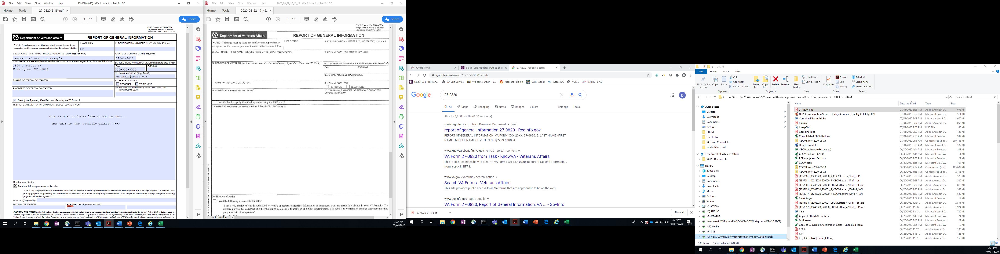 File Edit View Sign Window Help
27-0820(8-15).pdf - Adobe Acrobat Pro DC
Home Tools 27-0820(8-15).pdf ×
1 / 1
Share
OMB Control No. 2900-0734
Respondent Burden: 5 minutes
Expiration Date: XX/XX/XXXX
Department of Veterans Affairs
REPORT OF GENERAL INFORMATION
NOTE - This form must be filled out in ink or on a typewriter or computer, as it becomes a permanent record in the veteran's folder.
1. VA OFFICE
101
2. IDENTIFICATION NUMBERS (C, XC, SS, XSS, V, K, etc.)
3. LAST NAME - FIRST NAME - MIDDLE NAME OF VETERAN (Type or print)
Centralized Printing Example
4. DATE OF CONTACT (Month, day, year)
07/01/2020
5. ADDRESS OF VETERAN (Include number and street or rural route, city or P.O., State and ZIP Code)
1800 G Street NW
Washington, DC 20004
6A. TELEPHONE NUMBER OF VETERAN (Include Area Code)
DAY EVENING
555-555-5555
6B. E-MAIL ADDRESS (If applicable)
anyemail@email.com
7. NAME OF PERSON CONTACTED
8. TYPE OF CONTACT
PERSONAL TELEPHONE
9. ADDRESS OF PERSON CONTACTED
10. TELEPHONE NUMBER OF PERSON CONTACTED
(Include Area Code)
I certify that I properly identified my caller using the ID Protocol
11. BRIEF STATEMENT OF INFORMATION REQUESTED AND GIVEN:
This is what it looks like to you in VBMS...
But THIS is what actually prints!! -->
Notification of Action
I read the following statement to the caller:
"I am a VA employee who is authorized to receive or request evidentiary information or statements that may result in a change in your VA benefits. The
primary purpose for gathering this information or statement is to make an eligibility determination. It is subject to verification through computer matching
programs with other agencies."
cc: POA (If applicable):
DIVISION OR SECTION
EXECUTED BY (Signature and title)
PRIVACY ACT NOTICE: The VA will not disclose information collected on this form to any source other than what has been authorized under the Privacy Act of 1974 or Title 5, Code of
Federal Regulations 1.576 for routine uses (i.e., civil or criminal law enforcement, congressional communications, epidemiological or research studies, the collection of money owed to the
United States, litigation in which the United States is a party or has an interest, the administration of VA programs and delivery of VA benefits, verification of identity and status, and personnel
File Edit View Sign Window Help
2020_06_22_17_42_17.pdf - Adobe Acrobat Pro DC
Home Tools 2020_06_22_17_42... ×
3 / 3
Share
OMB Control No. 2900-0734
Respondent Burden: 5 minutes
Expiration Date: 07/31/2021
Department of Veterans Affairs
REPORT OF GENERAL INFORMATION
NOTE - This form must be filled out in ink or on a typewriter or
computer, as it becomes a permanent record in the veteran's folder.
1. VA OFFICE
2. IDENTIFICATION NUMBERS (C, XC, SS, XSS, V, K, etc.)
3. LAST NAME - FIRST NAME - MIDDLE NAME OF VETERAN (Type or print)
4. DATE OF CONTACT (Month, day, year)
5. ADDRESS OF VETERAN (Include number and street or rural route, city or P.O., State and ZIP Code)
6A. TELEPHONE NUMBER OF VETERAN (Include Area Code
DAY EVENING
6B. E-MAIL ADDRESS (If applicable)
7. NAME OF PERSON CONTACTED
8. TYPE OF CONTACT
PERSONAL TELEPHONE
9. ADDRESS OF PERSON CONTACTED
10. TELEPHONE NUMBER OF PERSON CONTACTED
(Include Area Code)
I certify that I properly identified my caller using the ID Protocol
11. BRIEF STATEMENT OF INFORMATION REQUESTED AND GIVEN:
Notification of Action
I read the following statement to the caller:
"I am a VA employee who is authorized to receive or request evidentiary information or statements that may result in a change in your VA benefits. The
primary purpose for gathering this information or statement is to make an eligibility determination. It is subject to verification through computer matching
programs with other agencies."
8.44 x 10.85 in
3:27 PM
07/01/2020
ICMHS Portal × Slack | vcip_updates | Office of B × 27-0820 - Google Search ×
google.com/search?q=27-0820&cad=h
Slack | vcip_division... VA Self-Service Welcome, Devin – B... Near Star Signin COR Toolkit AccessVA VBMS ICMHS Portal
Google
27-0820
D
All Maps Shopping News Images More Settings Tools
About 44,200 results (0.40 seconds)
www.reginfo.gov › public › DownloadDocument PDF
report of general information 27-0820 - RegInfo.gov
REPORT OF GENERAL INFORMATION. VA FORM. XXX 20XX. 27-0820. 3. LAST NAME - FIRST
NAME - MIDDLE NAME OF VETERAN (Type or print). 4.
www.knowva.ebenefits.va.gov › en-US › portal › content
VA Form 27-0820 from Task - KnowVA - Veterans Affairs
This article describes how to create a VA Form (VAF) 27-0820, Report of General Information,
from a task in BFFS.
www.va.gov › vaforms › search_action
Search VA Forms - Veterans Affairs
This site provides public access to all VA forms that are appropriate to be on the web.
www.govinfo.gov › app › details
VA Form 27-0820, Report of General Information, VA ... - GovInfo
27-0820(8-15).pdf
Show all
3:27 PM
07/01/2020
CBCM
File Home Share View
Pin to Quick access Copy Paste Cut Copy path Paste shortcut
Move to Copy to Delete Rename New folder New item Easy access Properties Open Edit History Select all Select none Invert selection
Clipboard Organize New Open Select
This PC › (U:) VBACOJohnsD2 (\\vacohsm01.dva.va.gov\vaco_users$) › Devin_Johnston › _OBPI › CBCM
Search CBCM
Quick access
Desktop
Downloads
Documents
Pictures
CBCM
Files to Fix
SAH and Condo File
unidentified mail
Department of Veterans Affairs
VCIP - Documents
This PC
3D Objects
Desktop
Documents
Downloads
Music
Pictures
Videos
(C:) OSDisk
(F:) PUBLIC
(G:) VBAPPS
(H:) shared (\\VBA.VA.GOV\CO\VBACO\Workgroups\VBACOFPC2)
(M:) Media
(P:) PST
(U:) VBACOJohnsD2 (\\vacohsm01.dva.va.gov\vaco_users$)
Name Date modified Type Size
27-0820(8-15) 07/01/2020 3:23 PM Adobe Acrobat D... 695 KB
OBPI Compensation Service Quality Assurance Quality Call July 2020 07/01/2020 2:52 PM Microsoft PowerP... 511 KB
Combing Files in Adobe 07/01/2020 2:43 PM Microsoft Word D... 2,976 KB
Binder2 07/01/2020 2:07 PM Adobe Acrobat D... 1,056 KB
image001 07/01/2020 2:07 PM PNG File 46 KB
Combine Files 07/01/2020 2:03 PM Adobe Acrobat D... 123 KB
Consolidated CBCM failures 07/01/2020 9:53 AM Microsoft Excel W... 939 KB
CBCMErrors-2020-06-25 07/01/2020 9:46 AM Compressed (zipp... 289,786 KB
How to Fix a File 07/01/2020 9:09 AM Microsoft Word D... 187 KB
CBCM tasks(AutoRecovered) 06/30/2020 4:44 PM Microsoft Excel W... 108 KB
CBCM Failures 062820 06/30/2020 4:14 PM Microsoft Excel W... 11 KB
PDF merge and fail data 06/30/2020 2:53 PM Microsoft Excel W... 21 KB
CBCM tasks 06/30/2020 1:55 PM Microsoft Excel W... 107 KB
CBCMErrors-2020-06-18 06/30/2020 9:24 AM Compressed (zipp... 185,602 KB
CBCMErrors-2020-06-28 06/29/2020 1:58 PM Compressed (zipp... 2,135 KB
[1357681]_06232020_220000_R_CBCMLetters_2PoP_1of1 06/26/2020 3:20 PM Adobe Acrobat D... 529 KB
[1357681]_06232020_220000_R_CBCMLetters_4PoP_1of1 06/26/2020 2:38 PM Adobe Acrobat D... 529 KB
[1357681]_06232020_220000_R_CBCMLetters_470PoP_1of1.zip 06/26/2020 2:26 PM Adobe Acrobat D... 812 KB
[1355138]_06202020_220001_R_CBCMLetters_470PoP_1of1 06/26/2020 1:35 PM Adobe Acrobat D... 548 KB
[1358917]_06202020_220000_R_CBCMLetters_470PoP_1of1 06/26/2020 1:30 PM Adobe Acrobat D... 539 KB
Blank Pages 06/26/2020 1:02 PM Microsoft Excel W... 12 KB
[1355138]_06202020_220001_CBCMLetters_470PoP_1of1.zip 06/26/2020 12:34 ... Adobe Acrobat D... 2,531 KB
[1358917]_06202020_220000_CBCMLetters_470PoP_1of1.zip 06/26/2020 11:38 ... Adobe Acrobat D... 1,924 KB
Irina 06/26/2020 11:15 ... Microsoft Word D... 789 KB
Copy of CBCM AI Tracker v1 06/25/2020 4:12 PM Microsoft Excel W... 21 KB
Mail issues 06/25/2020 3:40 PM Microsoft Excel W... 22 KB
Copy of Deliverable Acceleration Costs - Unbanked Team 06/25/2020 2:25 PM Microsoft Excel W... 12 KB
RFA 2 06/25/2020 11:57 ... Adobe Acrobat D... 185 KB
RFA 06/25/2020 11:57 ... Adobe Acrobat D... 126 KB
RE_ [EXTERNAL] more _letters_ 06/25/2020 11:31 ... Adobe Acrobat D... 150 KB
103 items 1 item selected 694 KB
3:27 PM
07/01/2020